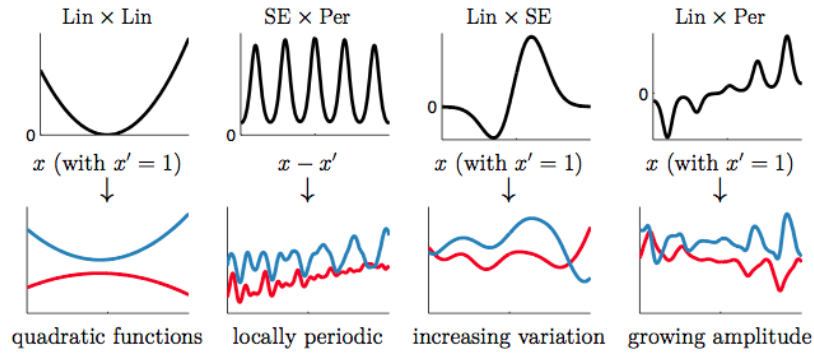 Lin × Lin
SE × Per
Lin × SE
Lin × Per
0
0
0
0
x (with x′ = 1)
x − x′
x (with x′ = 1)
x (with x′ = 1)
↓
↓
↓
↓
quadratic functions
locally periodic
increasing variation
growing amplitude